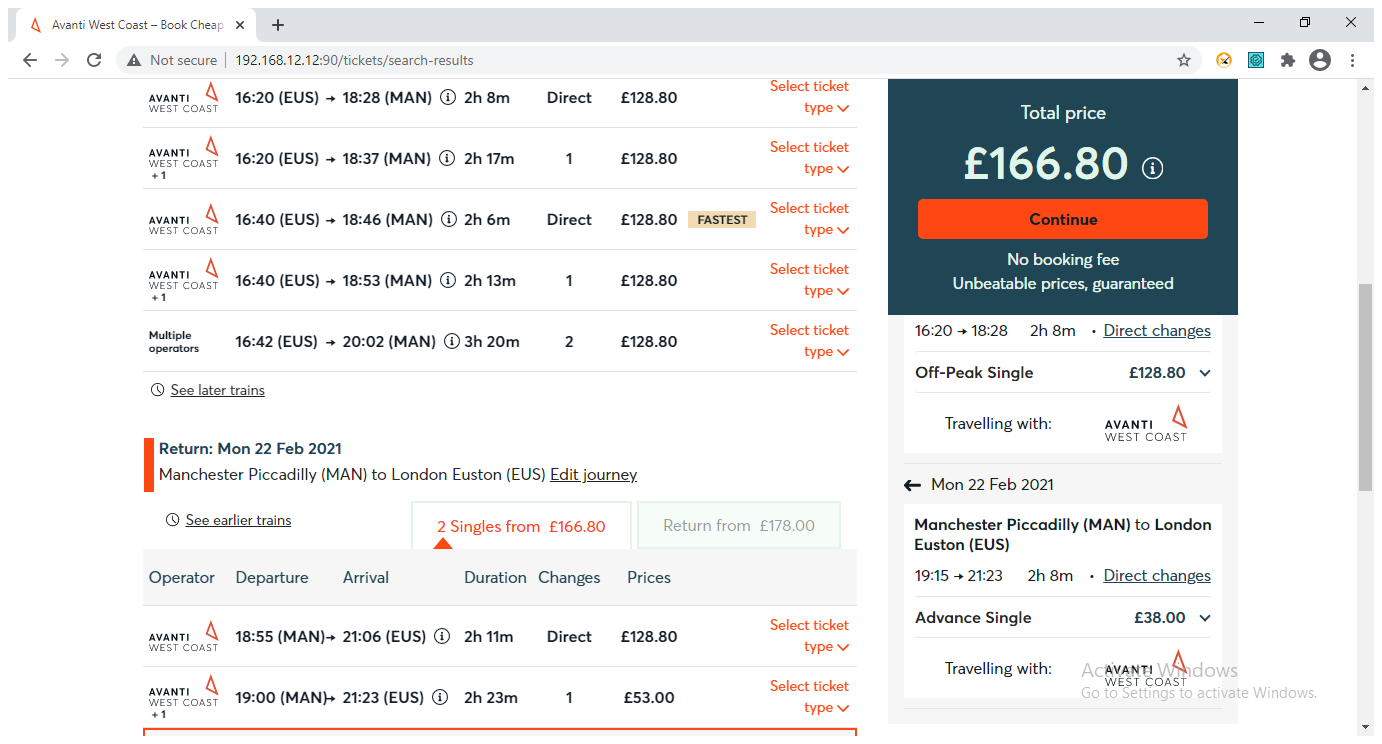 Avanti West Coast – Book Cheap
Not secure | 192.168.12.12:90/tickets/search-results
AVANTI WEST COAST 16:20 (EUS) → 18:28 (MAN) 2h 8m Direct £128.80 Select ticket type
AVANTI WEST COAST +1 16:20 (EUS) → 18:37 (MAN) 2h 17m 1 £128.80 Select ticket type
AVANTI WEST COAST 16:40 (EUS) → 18:46 (MAN) 2h 6m Direct £128.80 FASTEST Select ticket type
AVANTI WEST COAST +1 16:40 (EUS) → 18:53 (MAN) 2h 13m 1 £128.80 Select ticket type
Multiple operators 16:42 (EUS) → 20:02 (MAN) 3h 20m 2 £128.80 Select ticket type
See later trains
Return: Mon 22 Feb 2021
Manchester Piccadilly (MAN) to London Euston (EUS) Edit journey
See earlier trains
2 Singles from £166.80
Return from £178.00
Operator Departure Arrival Duration Changes Prices
AVANTI WEST COAST 18:55 (MAN) → 21:06 (EUS) 2h 11m Direct £128.80 Select ticket type
AVANTI WEST COAST +1 19:00 (MAN) → 21:23 (EUS) 2h 23m 1 £53.00 Select ticket type
Total price
£166.80
Continue
No booking fee
Unbeatable prices, guaranteed
16:20 → 18:28 2h 8m • Direct changes
Off-Peak Single £128.80
Travelling with: AVANTI WEST COAST
Mon 22 Feb 2021
Manchester Piccadilly (MAN) to London
Euston (EUS)
19:15 → 21:23 2h 8m • Direct changes
Advance Single £38.00
Travelling with: AVANTI WEST COAST
Activate Windows
Go to Settings to activate Windows.